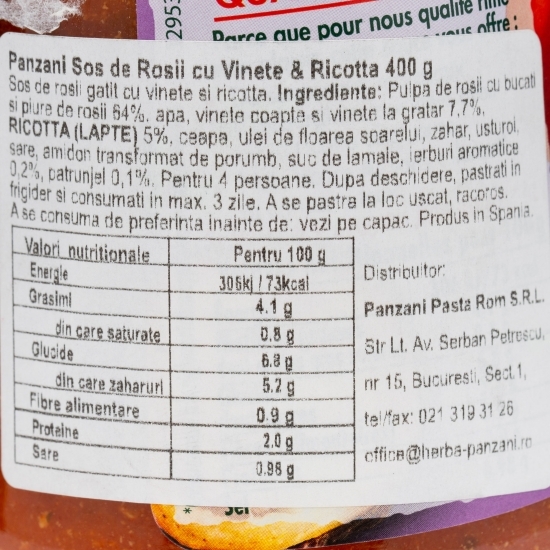 295
Parce que pour nous qualité
offre :
Panzani Sos de Rosii cu Vinete & Ricotta 400 g
Sos de rosii gatit cu vinete si ricotta. Ingrediente: Pulpa de rosii cu bucati
si piure de rosii 64%, apa, vinete coapte si vinete la gratar 7,7%,
RICOTTA (LAPTE) 5%, ceapa, ulei de floarea soarelui, zahar, usturoi,
sare, amidon transformat de porumb, suc de lamaie, ierburi aromatice
0,2%, patrunjel 0,1%. Pentru 4 persoane. Dupa deschidere, pastrati in
frigider si consumati in max. 3 zile. A se pastra la loc uscat, racoros.
A se consuma de preferinta inainte de: vezi pe capac. Produs in Spania.
Valori nutritionale Pentru 100 g
Energie 306kj / 73kcal
Grasimi 4.1 g
din care saturate 0.8 g
Glucide 6.8 g
din care zaharuri 5.2 g
Fibre alimentare 0.9 g
Proteine 2.0 g
Sare 0.98 g
Distribuitor:
Panzani Pasta Rom S.R.L.
Str Lt. Av. Serban Petrescu,
nr 15, Bucuresti, Sect.1,
tel/fax: 021 319 31 26
office@herba-panzani.ro
*